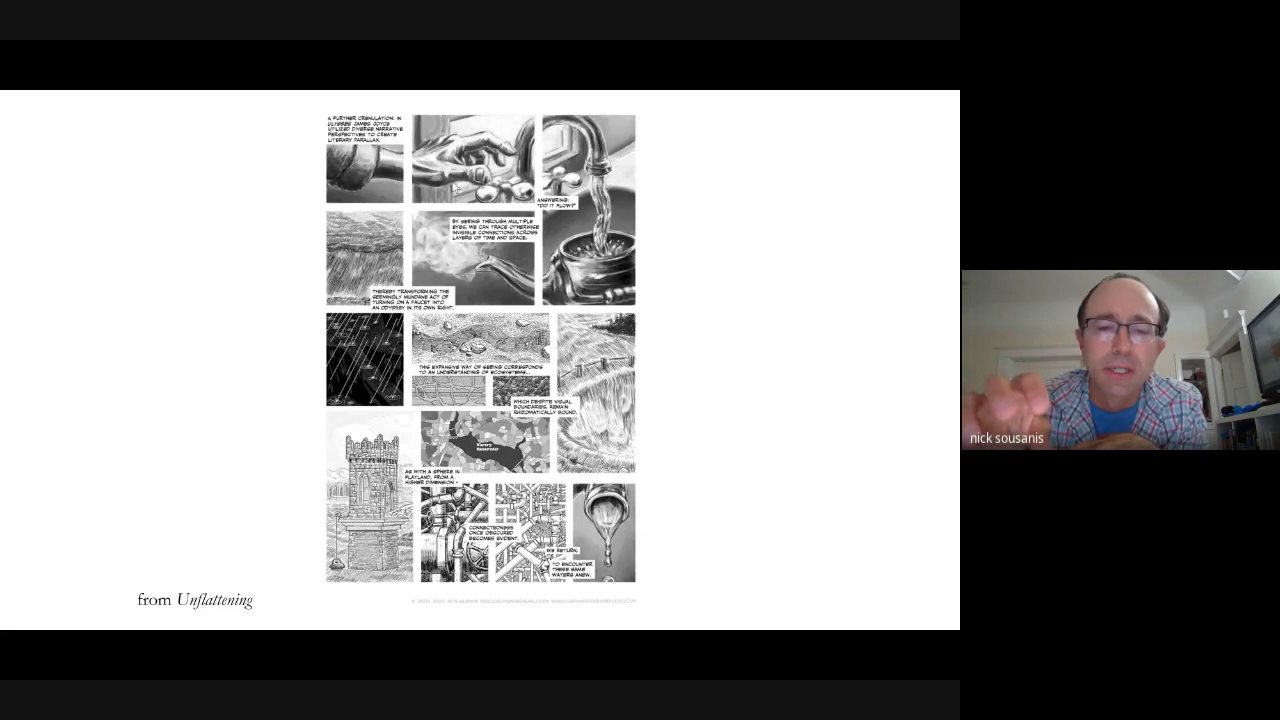 A FURTHER CRENULATION. IN
ULYSSES JAMES JOYCE
UTILIZED DIVERSE NARRATIVE
PERSPECTIVES TO CREATE
LITERARY PARALLAX.
ANSWERING:
"DID IT FLOW?"
BY SEEING THROUGH MULTIPLE
EYES, WE CAN TRACE OTHERWISE
INVISIBLE CONNECTIONS ACROSS
LAYERS OF TIME AND SPACE.
THEREBY TRANSFORMING THE
SEEMINGLY MUNDANE ACT OF
TURNING ON A FAUCET INTO
AN ODYSSEY IN ITS OWN RIGHT.
THIS EXPANSIVE WAY OF SEEING CORRESPONDS
TO AN UNDERSTANDING OF ECOSYSTEMS...
WHICH DESPITE VISUAL
BOUNDARIES, REMAIN
RHIZOMATICALLY BOUND.
Vartry
Reservoir
AS WITH A SPHERE IN
FLATLAND, FROM A
HIGHER DIMENSION -
CONNECTEDNESS
ONCE OBSCURED
BECOMES EVIDENT.
WE RETURN,
TO ENCOUNTER
THESE SAME
WATERS ANEW.
from Unflattening
nick sousanis